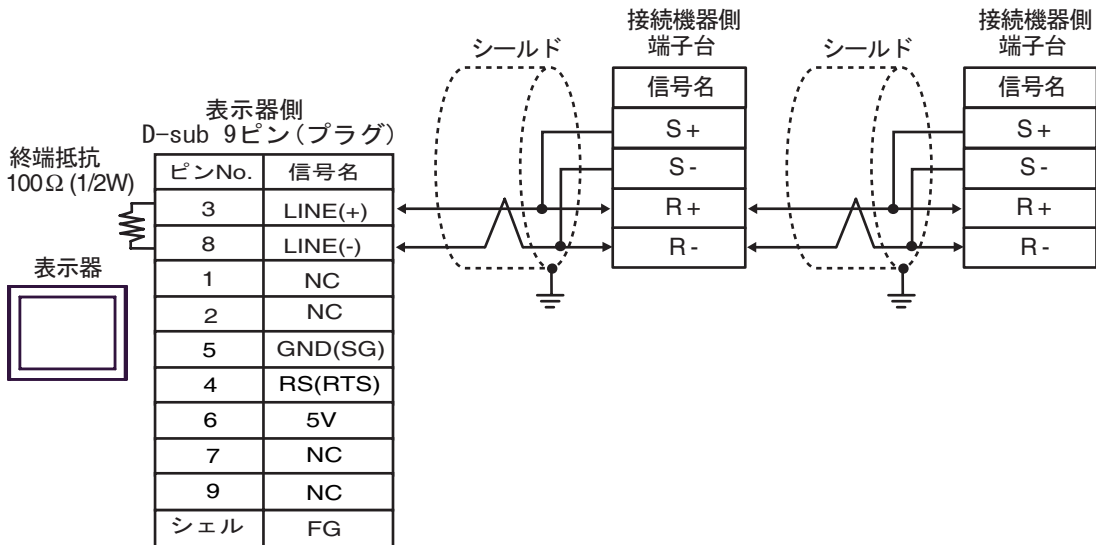 表示器側
D-sub 9ピン(プラグ)
終端抵抗
100Ω (1/2W)
表示器
ピンNo. 信号名
3 LINE(+)
8 LINE(-)
1 NC
2 NC
5 GND(SG)
4 RS(RTS)
6 5V
7 NC
9 NC
シェル FG
シールド
接続機器側
端子台
信号名
S+
S-
R+
R-
シールド
接続機器側
端子台
信号名
S+
S-
R+
R-